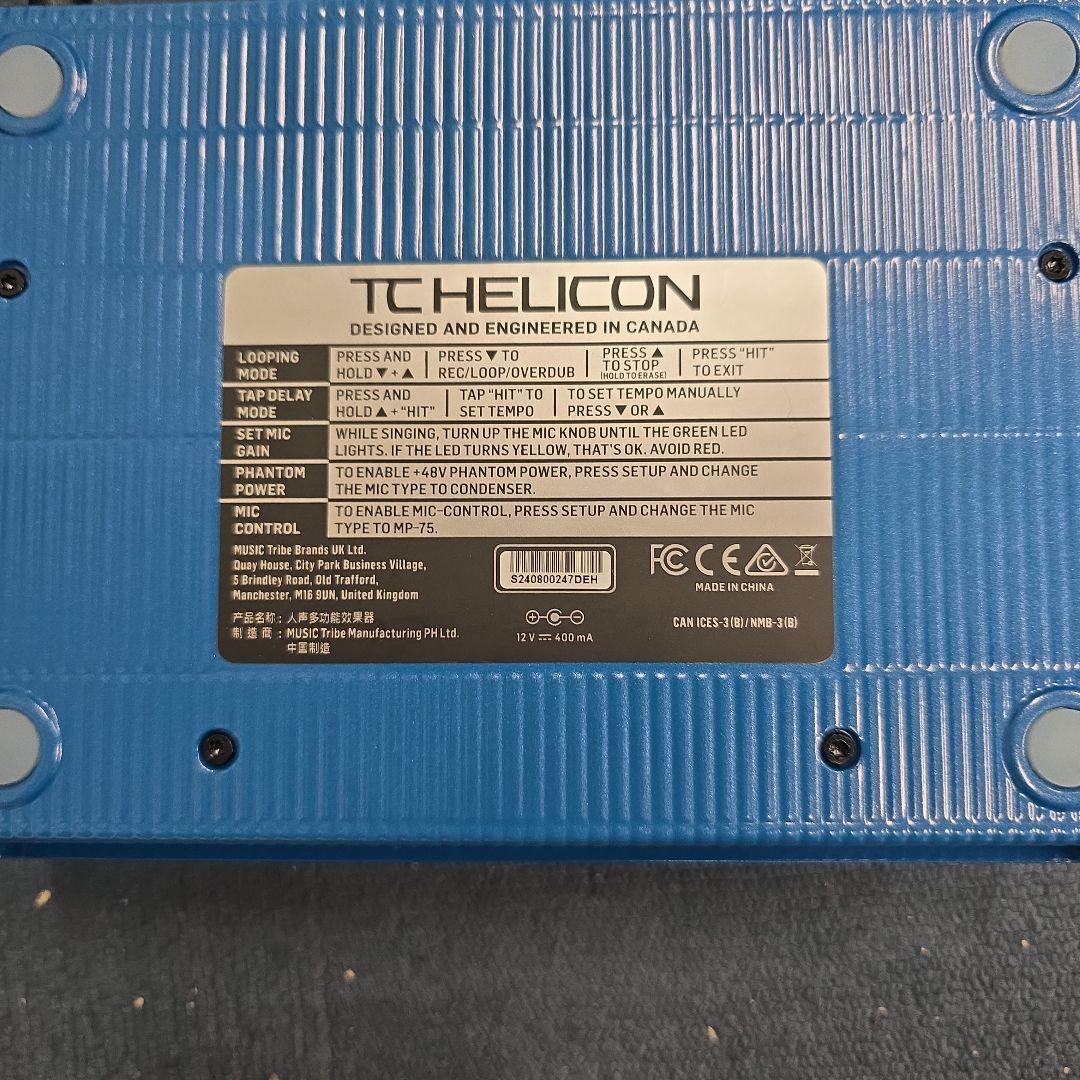 TC HELICON
DESIGNED AND ENGINEERED IN CANADA
LOOPING MODE
PRESS AND HOLD ▼ + ▲
PRESS ▼ TO REC/LOOP/OVERDUB
PRESS ▲ TO STOP (HOLD TO ERASE)
PRESS "HIT" TO EXIT
TAP DELAY MODE
PRESS AND HOLD ▲ + "HIT"
TAP "HIT" TO SET TEMPO
TO SET TEMPO MANUALLY PRESS ▼ OR ▲
SET MIC GAIN
WHILE SINGING, TURN UP THE MIC KNOB UNTIL THE GREEN LED
LIGHTS. IF THE LED TURNS YELLOW, THAT'S OK. AVOID RED.
PHANTOM POWER
TO ENABLE +48V PHANTOM POWER, PRESS SETUP AND CHANGE
THE MIC TYPE TO CONDENSER.
MIC CONTROL
TO ENABLE MIC-CONTROL, PRESS SETUP AND CHANGE THE MIC
TYPE TO MP-75.
MUSIC Tribe Brands UK Ltd.
Quay House, City Park Business Village,
5 Brindley Road, Old Trafford,
Manchester, M16 9UN, United Kingdom
产品名称: 人声多功能效果器
制造商: MUSIC Tribe Manufacturing PH Ltd.
中国制造
S240800247DEH
12 V ⎓ 400 mA
FC CE
MADE IN CHINA
CAN ICES-3 (B) / NMB-3 (B)